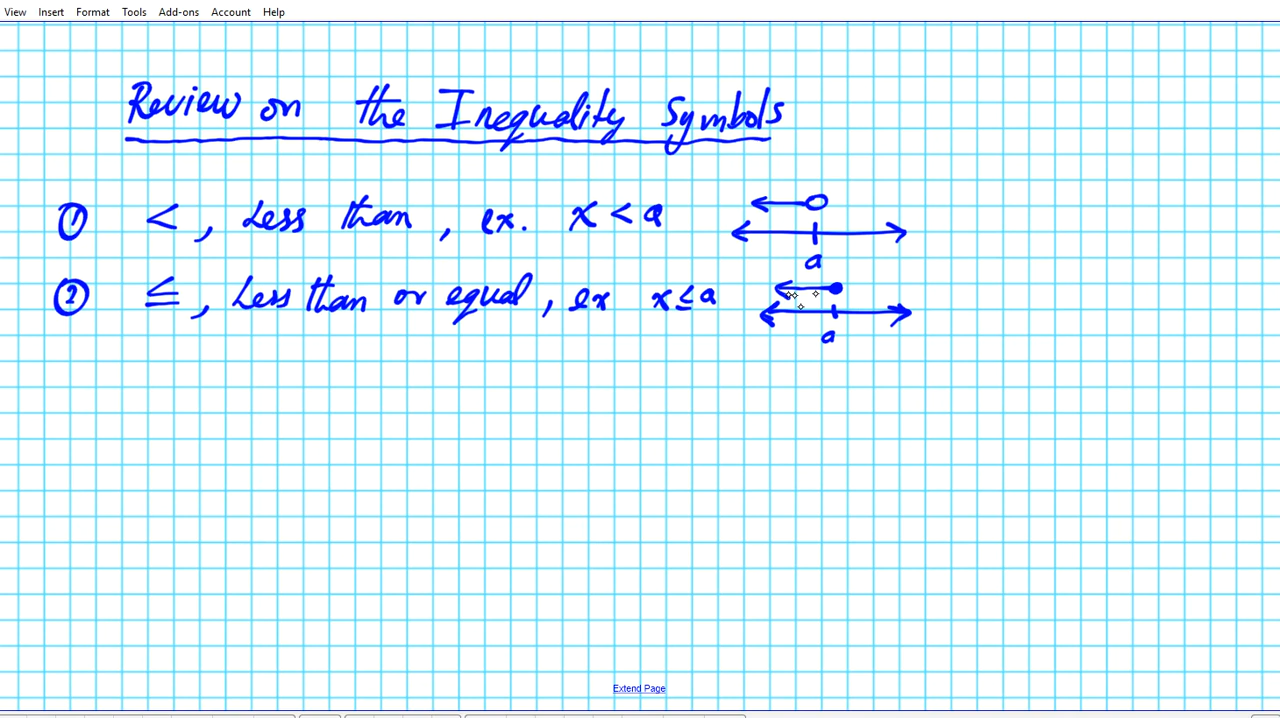 View Insert Format Tools Add-ons Account Help
Review on the Inequality Symbols
① <, Less than, ex. x < a
a
② ≤, Less than or equal, ex x ≤ a
a
Extend Page